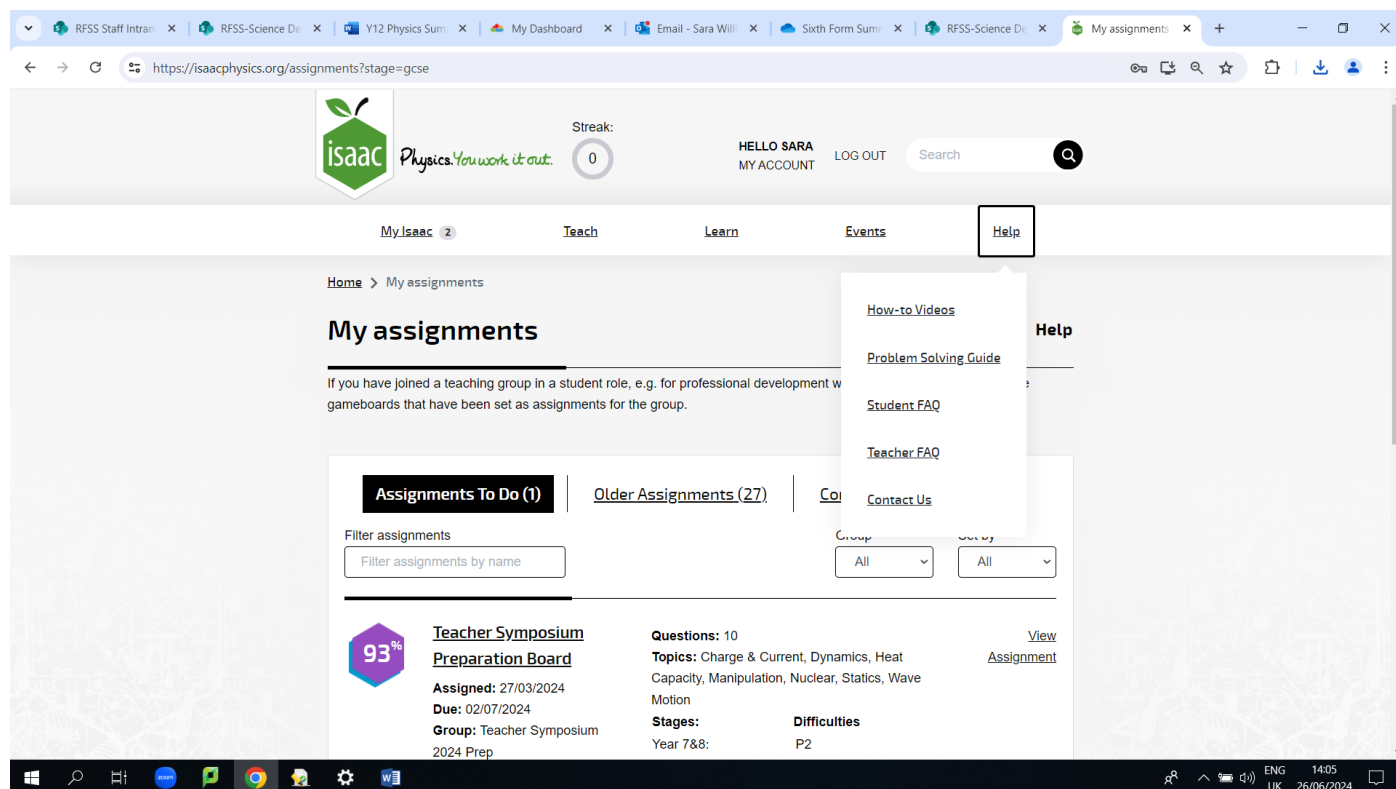 RFSS Staff Intran
RFSS-Science De
Y12 Physics Sum
My Dashboard
Email - Sara Willi
Sixth Form Summ
RFSS-Science De
My assignments
https://isaacphysics.org/assignments?stage=gcse
isaac Physics. You work it out.
Streak:
0
HELLO SARA
MY ACCOUNT
LOG OUT
Search
My Isaac 2
Teach
Learn
Events
Help
Home > My assignments
My assignments
Help
How-to Videos
Problem Solving Guide
Student FAQ
Teacher FAQ
Contact Us
If you have joined a teaching group in a student role, e.g. for professional development w
gameboards that have been set as assignments for the group.
Assignments To Do (1)
Older Assignments (27)
Filter assignments
Filter assignments by name
Group
Set by
All
All
93%
Teacher Symposium
Preparation Board
Assigned: 27/03/2024
Due: 02/07/2024
Group: Teacher Symposium
2024 Prep
Questions: 10
Topics: Charge & Current, Dynamics, Heat
Capacity, Manipulation, Nuclear, Statics, Wave
Motion
Stages:
Difficulties
Year 7&8:
P2
View
Assignment
zoom
ENG
UK
14:05
26/06/2024